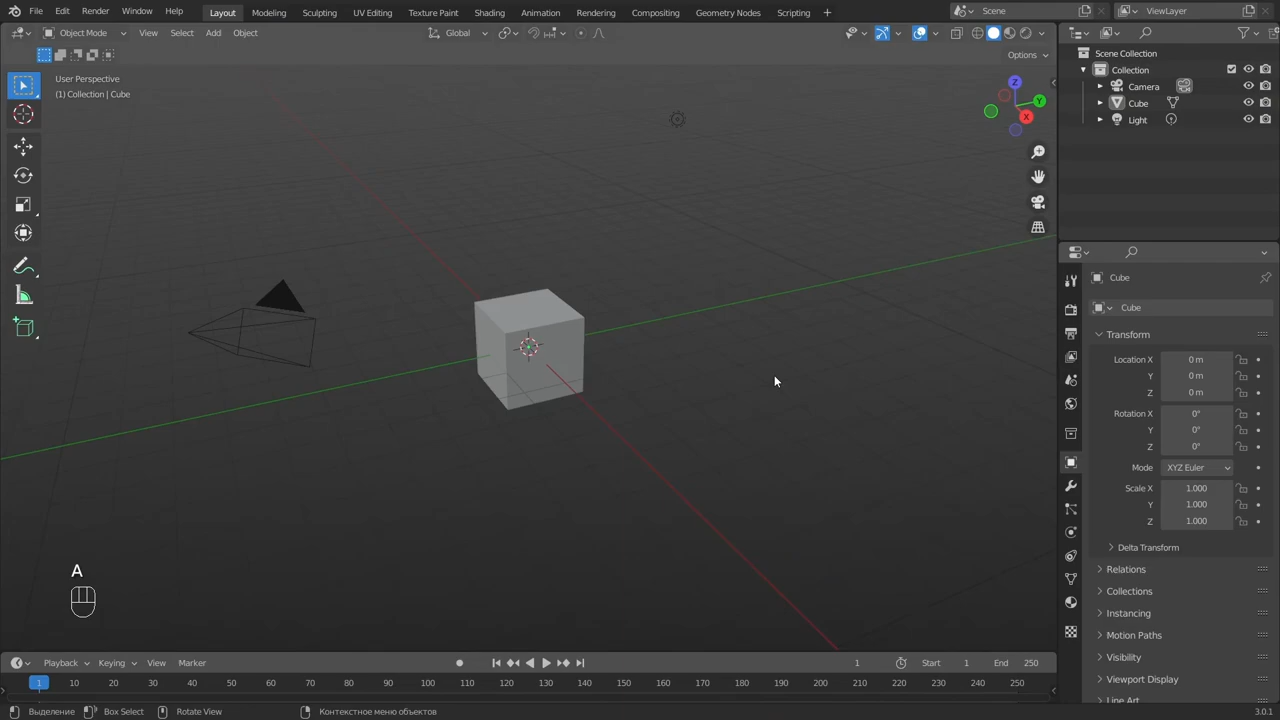 File Edit Render Window Help Layout Modeling Sculpting UV Editing Texture Paint Shading Animation Rendering Compositing Geometry Nodes Scripting + Scene ViewLayer
Object Mode View Select Add Object Global
Options
User Perspective
(1) Collection | Cube
Z
Y
X
Scene Collection
Collection
Camera
Cube
Light
Cube
Cube
Transform
Location X 0 m
Y 0 m
Z 0 m
Rotation X 0°
Y 0°
Z 0°
Mode XYZ Euler
Scale X 1.000
Y 1.000
Z 1.000
Delta Transform
Relations
Collections
Instancing
Motion Paths
Visibility
Viewport Display
Line Art
A
Playback Keying View Marker 1 Start 1 End 250
1 10 20 30 40 50 60 70 80 90 100 110 120 130 140 150 160 170 180 190 200 210 220 230 240 250
Выделение Box Select Rotate View Контекстное меню объектов 3.0.1